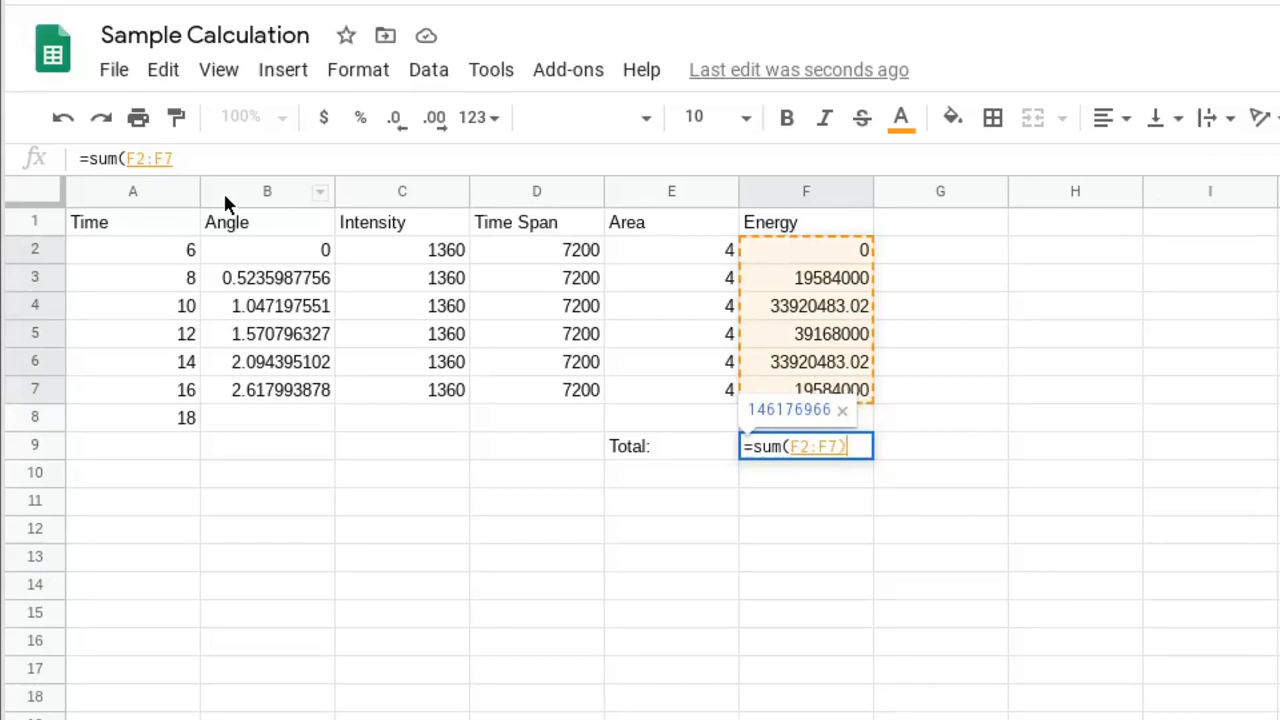 Sample Calculation
File Edit View Insert Format Data Tools Add-ons Help Last edit was seconds ago
100% $ % .0 .00 123 10 B I S A
fx =sum(F2:F7
A B C D E F G H I
1 Time Angle Intensity Time Span Area Energy
2 6 0 1360 7200 4 0
3 8 0.5235987756 1360 7200 4 19584000
4 10 1.047197551 1360 7200 4 33920483.02
5 12 1.570796327 1360 7200 4 39168000
6 14 2.094395102 1360 7200 4 33920483.02
7 16 2.617993878 1360 7200 4 19584000
146176966 ×
8 18
9 Total: =sum(F2:F7)
10
11
12
13
14
15
16
17
18